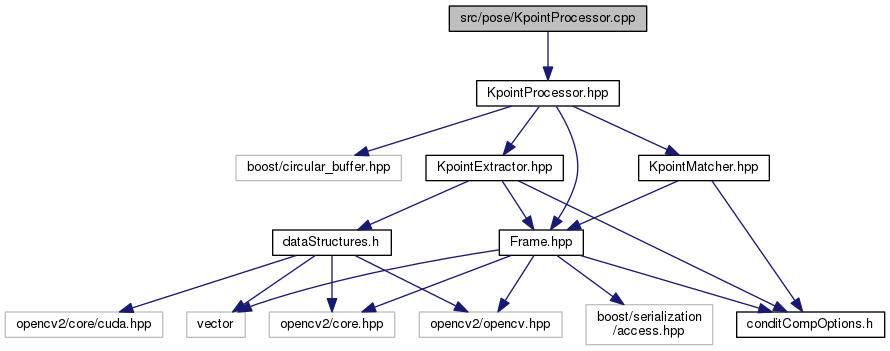 src/pose/KpointProcessor.cpp
KpointProcessor.hpp
boost/circular_buffer.hpp
KpointExtractor.hpp
KpointMatcher.hpp
dataStructures.h
Frame.hpp
opencv2/core/cuda.hpp
vector
opencv2/core.hpp
opencv2/opencv.hpp
boost/serialization
/access.hpp
conditCompOptions.h